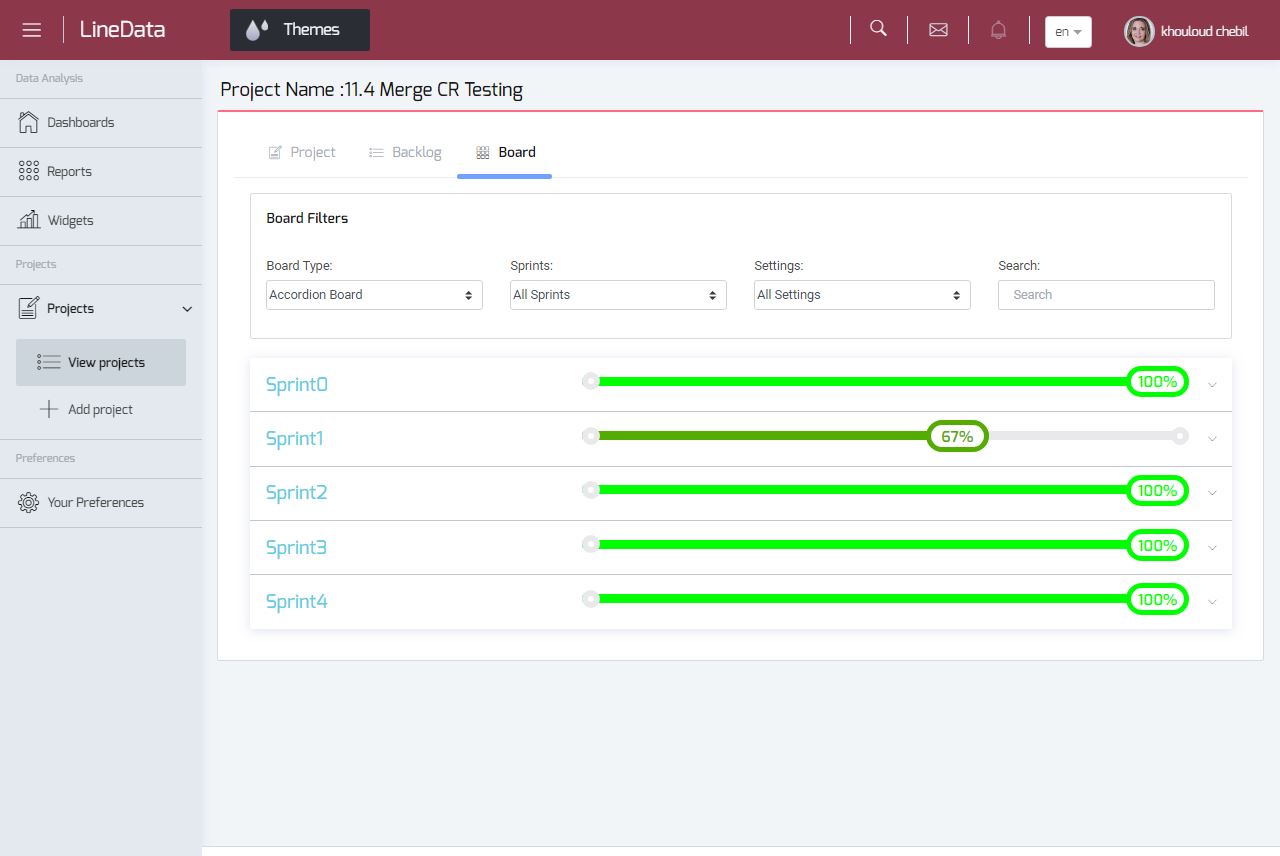 LineData
Themes
en
khouloud chebil
Data Analysis
Dashboards
Reports
Widgets
Projects
Projects
View projects
Add project
Preferences
Your Preferences
Project Name :11.4 Merge CR Testing
Project
Backlog
Board
Board Filters
Board Type:
Sprints:
Settings:
Search:
Accordion Board
All Sprints
All Settings
Search
Sprint0
100%
Sprint1
67%
Sprint2
100%
Sprint3
100%
Sprint4
100%